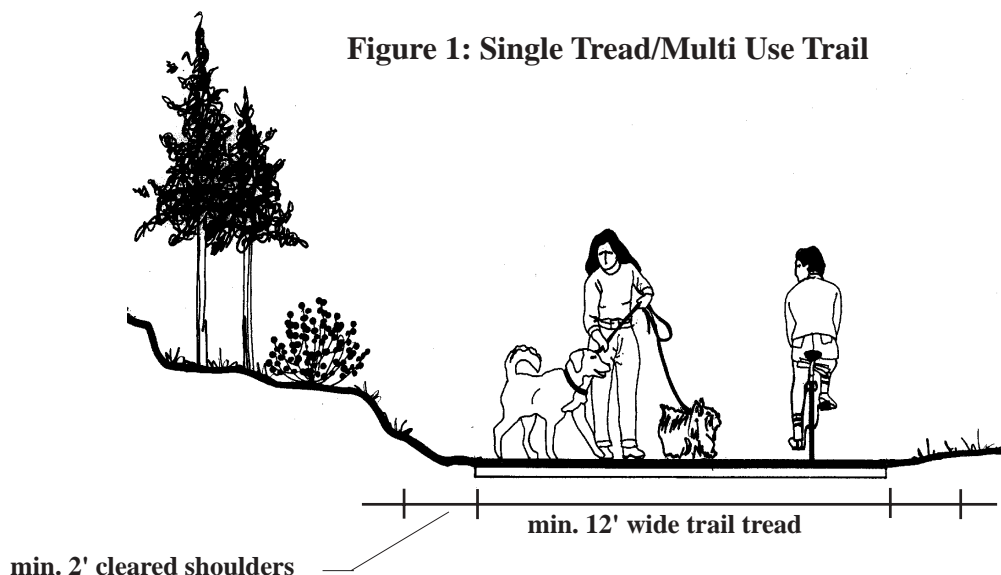 Figure 1: Single Tread/Multi Use Trail
min. 12' wide trail tread
min. 2' cleared shoulders